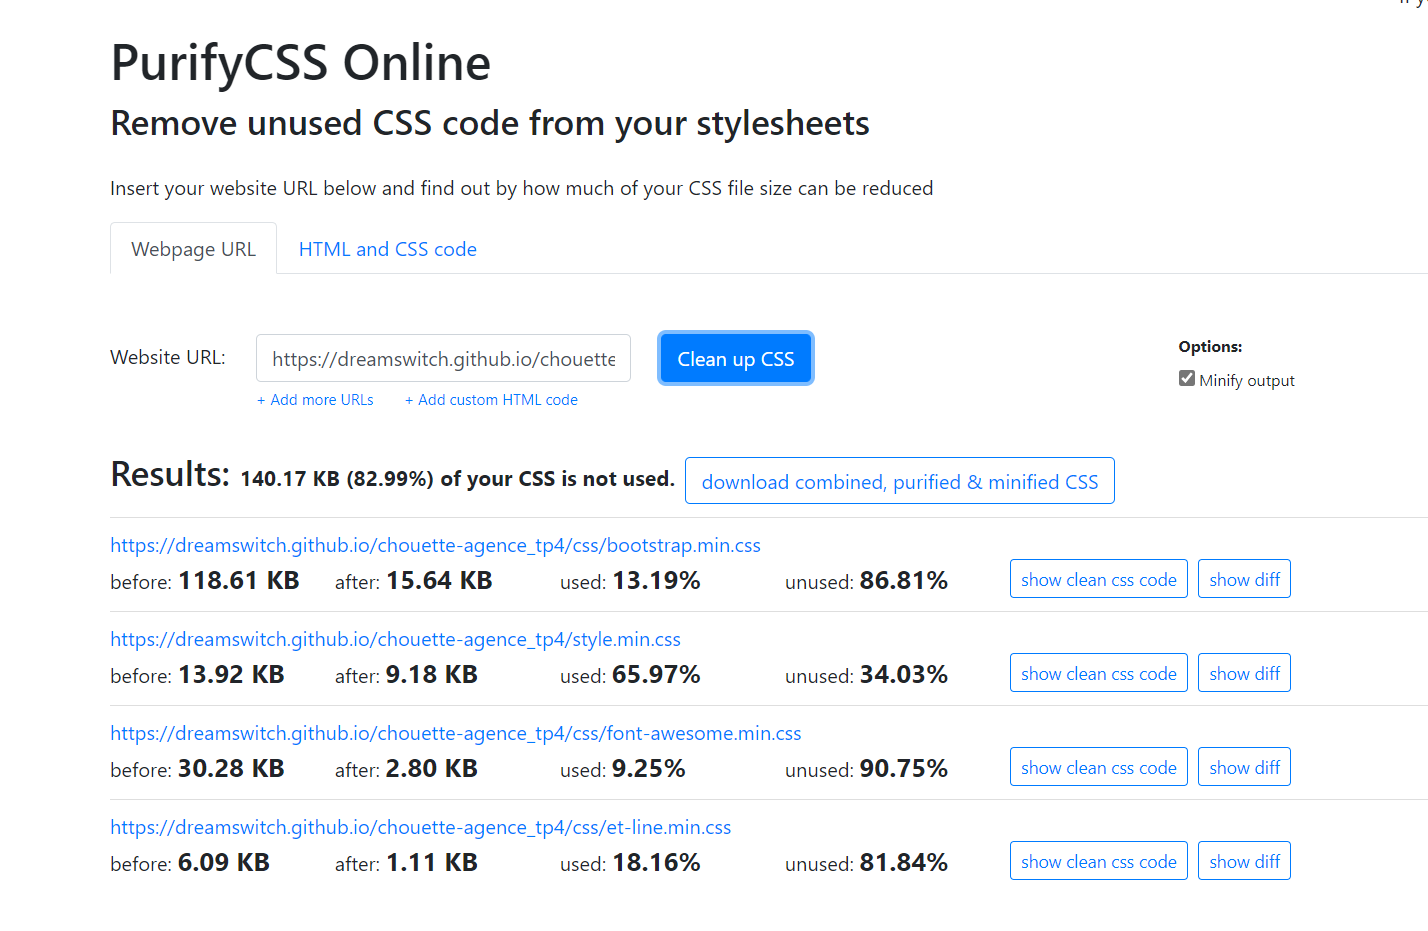 PurifyCSS Online
Remove unused CSS code from your stylesheets
Insert your website URL below and find out by how much of your CSS file size can be reduced
Webpage URL HTML and CSS code
Website URL: https://dreamswitch.github.io/chouette Clean up CSS Options:
Minify output
+ Add more URLs + Add custom HTML code
Results: 140.17 KB (82.99%) of your CSS is not used. download combined, purified & minified CSS
https://dreamswitch.github.io/chouette-agence_tp4/css/bootstrap.min.css
before: 118.61 KB after: 15.64 KB used: 13.19% unused: 86.81% show clean css code show diff
https://dreamswitch.github.io/chouette-agence_tp4/style.min.css
before: 13.92 KB after: 9.18 KB used: 65.97% unused: 34.03% show clean css code show diff
https://dreamswitch.github.io/chouette-agence_tp4/css/font-awesome.min.css
before: 30.28 KB after: 2.80 KB used: 9.25% unused: 90.75% show clean css code show diff
https://dreamswitch.github.io/chouette-agence_tp4/css/et-line.min.css
before: 6.09 KB after: 1.11 KB used: 18.16% unused: 81.84% show clean css code show diff